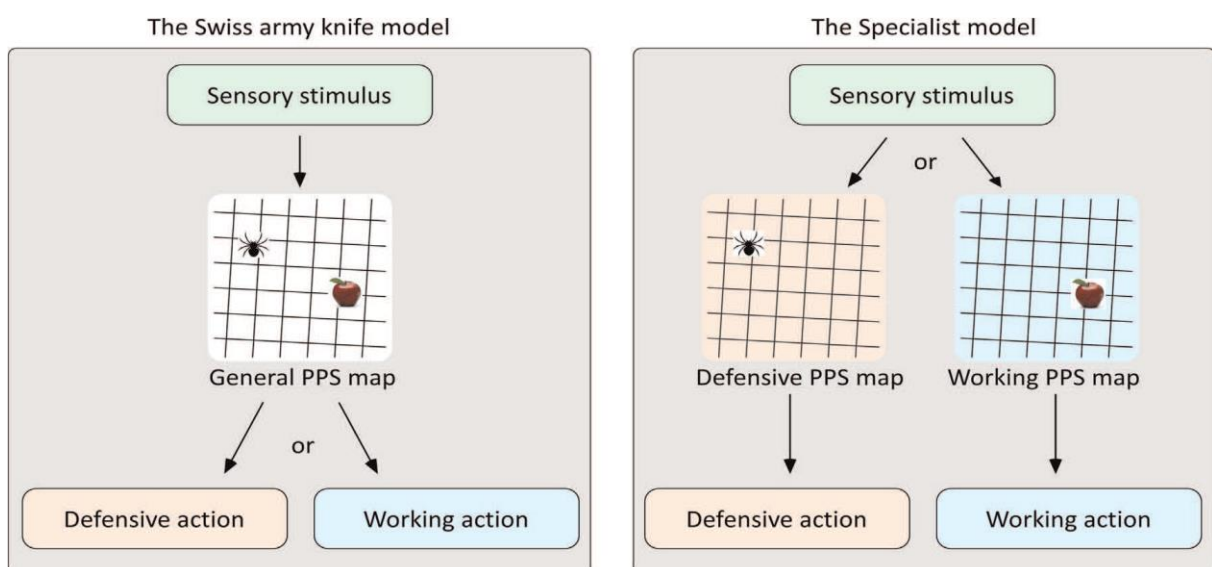 The Swiss army knife model
Sensory stimulus
General PPS map
or
Defensive action
Working action
The Specialist model
Sensory stimulus
or
Defensive PPS map
Working PPS map
Defensive action
Working action